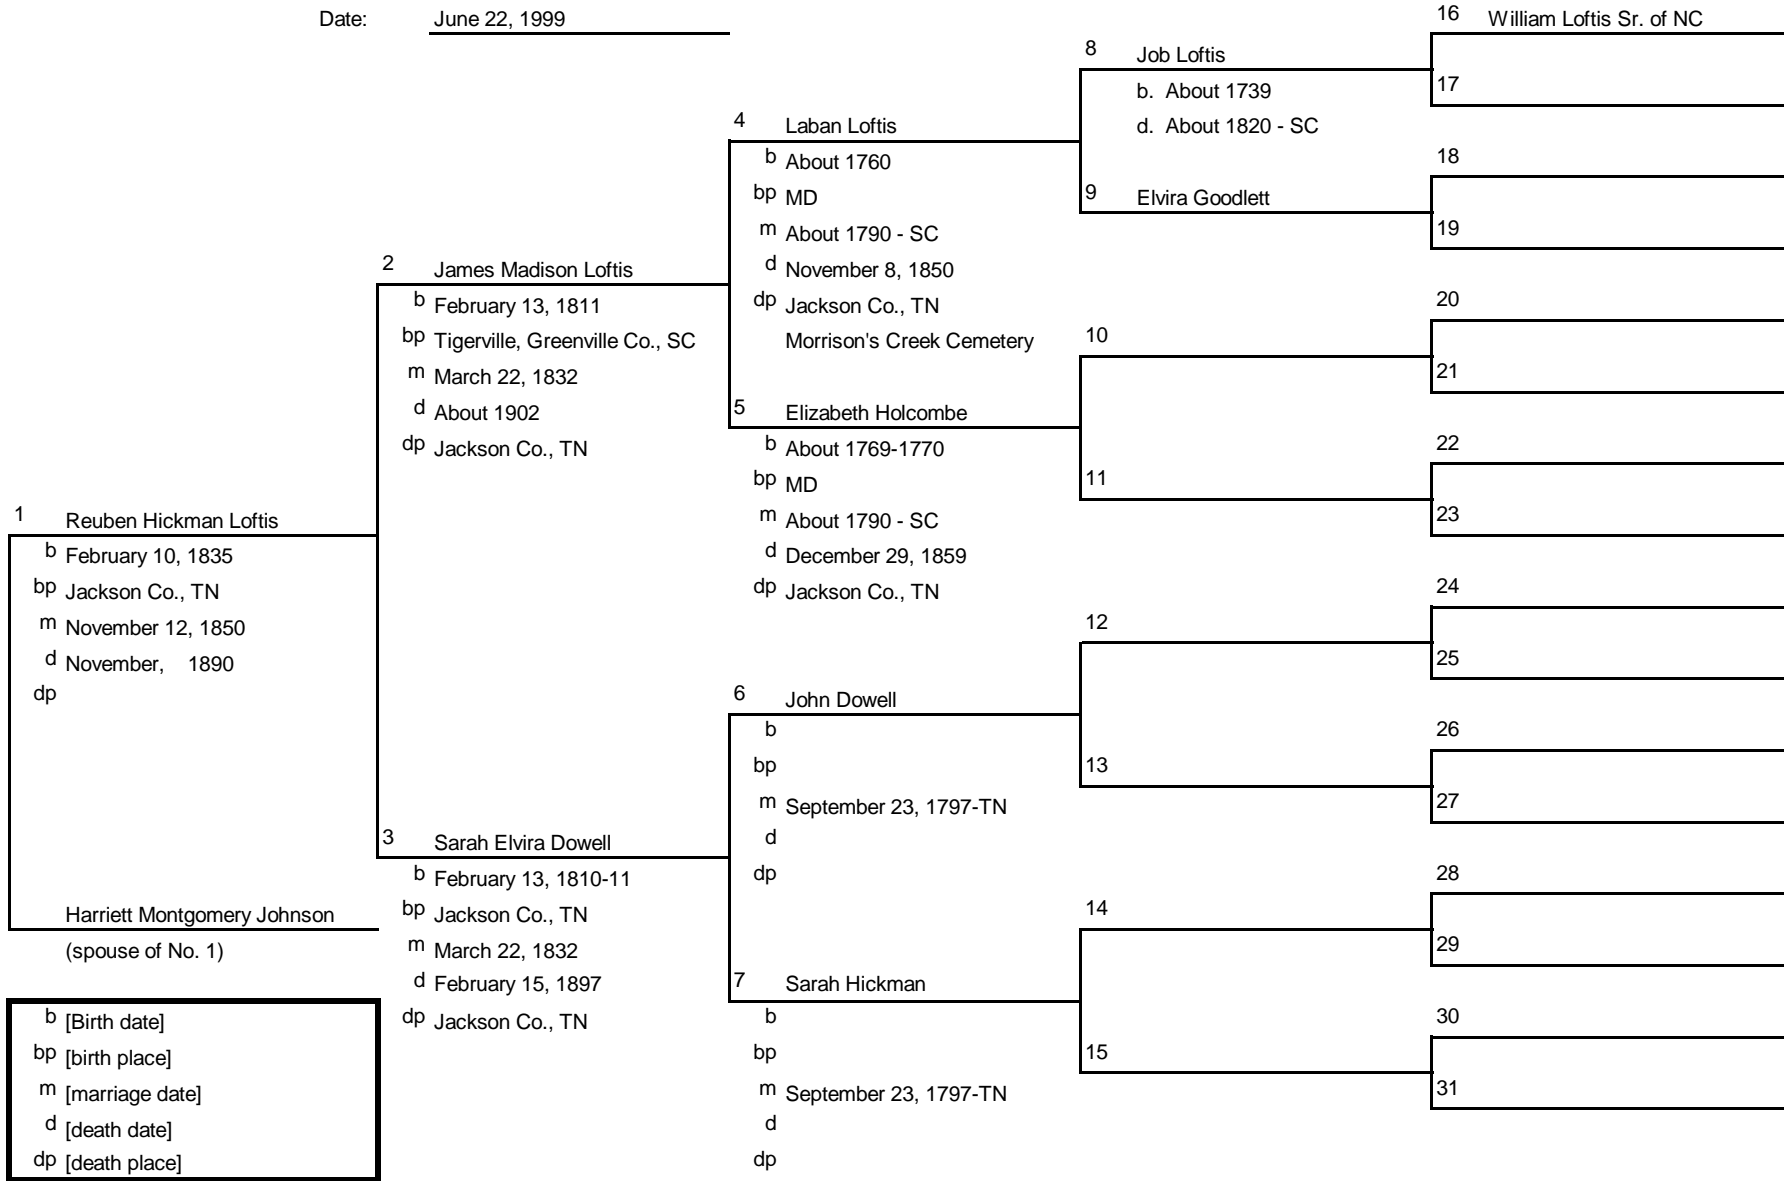 Date: June 22, 1999
1 Reuben Hickman Loftis
b February 10, 1835
bp Jackson Co., TN
m November 12, 1850
d November, 1890
dp
Harriett Montgomery Johnson
(spouse of No. 1)
b [Birth date]
bp [birth place]
m [marriage date]
d [death date]
dp [death place]
2 James Madison Loftis
b February 13, 1811
bp Tigerville, Greenville Co., SC
m March 22, 1832
d About 1902
dp Jackson Co., TN
3 Sarah Elvira Dowell
b February 13, 1810-11
bp Jackson Co., TN
m March 22, 1832
d February 15, 1897
dp Jackson Co., TN
4 Laban Loftis
b About 1760
bp MD
m About 1790 - SC
d November 8, 1850
dp Jackson Co., TN
Morrison's Creek Cemetery
5 Elizabeth Holcombe
b About 1769-1770
bp MD
m About 1790 - SC
d December 29, 1859
dp Jackson Co., TN
6 John Dowell
b
bp
m September 23, 1797-TN
d
dp
7 Sarah Hickman
b
bp
m September 23, 1797-TN
d
dp
8 Job Loftis
b. About 1739
d. About 1820 - SC
9 Elvira Goodlett
10
11
12
13
14
15
16 William Loftis Sr. of NC
17
18
19
20
21
22
23
24
25
26
27
28
29
30
31